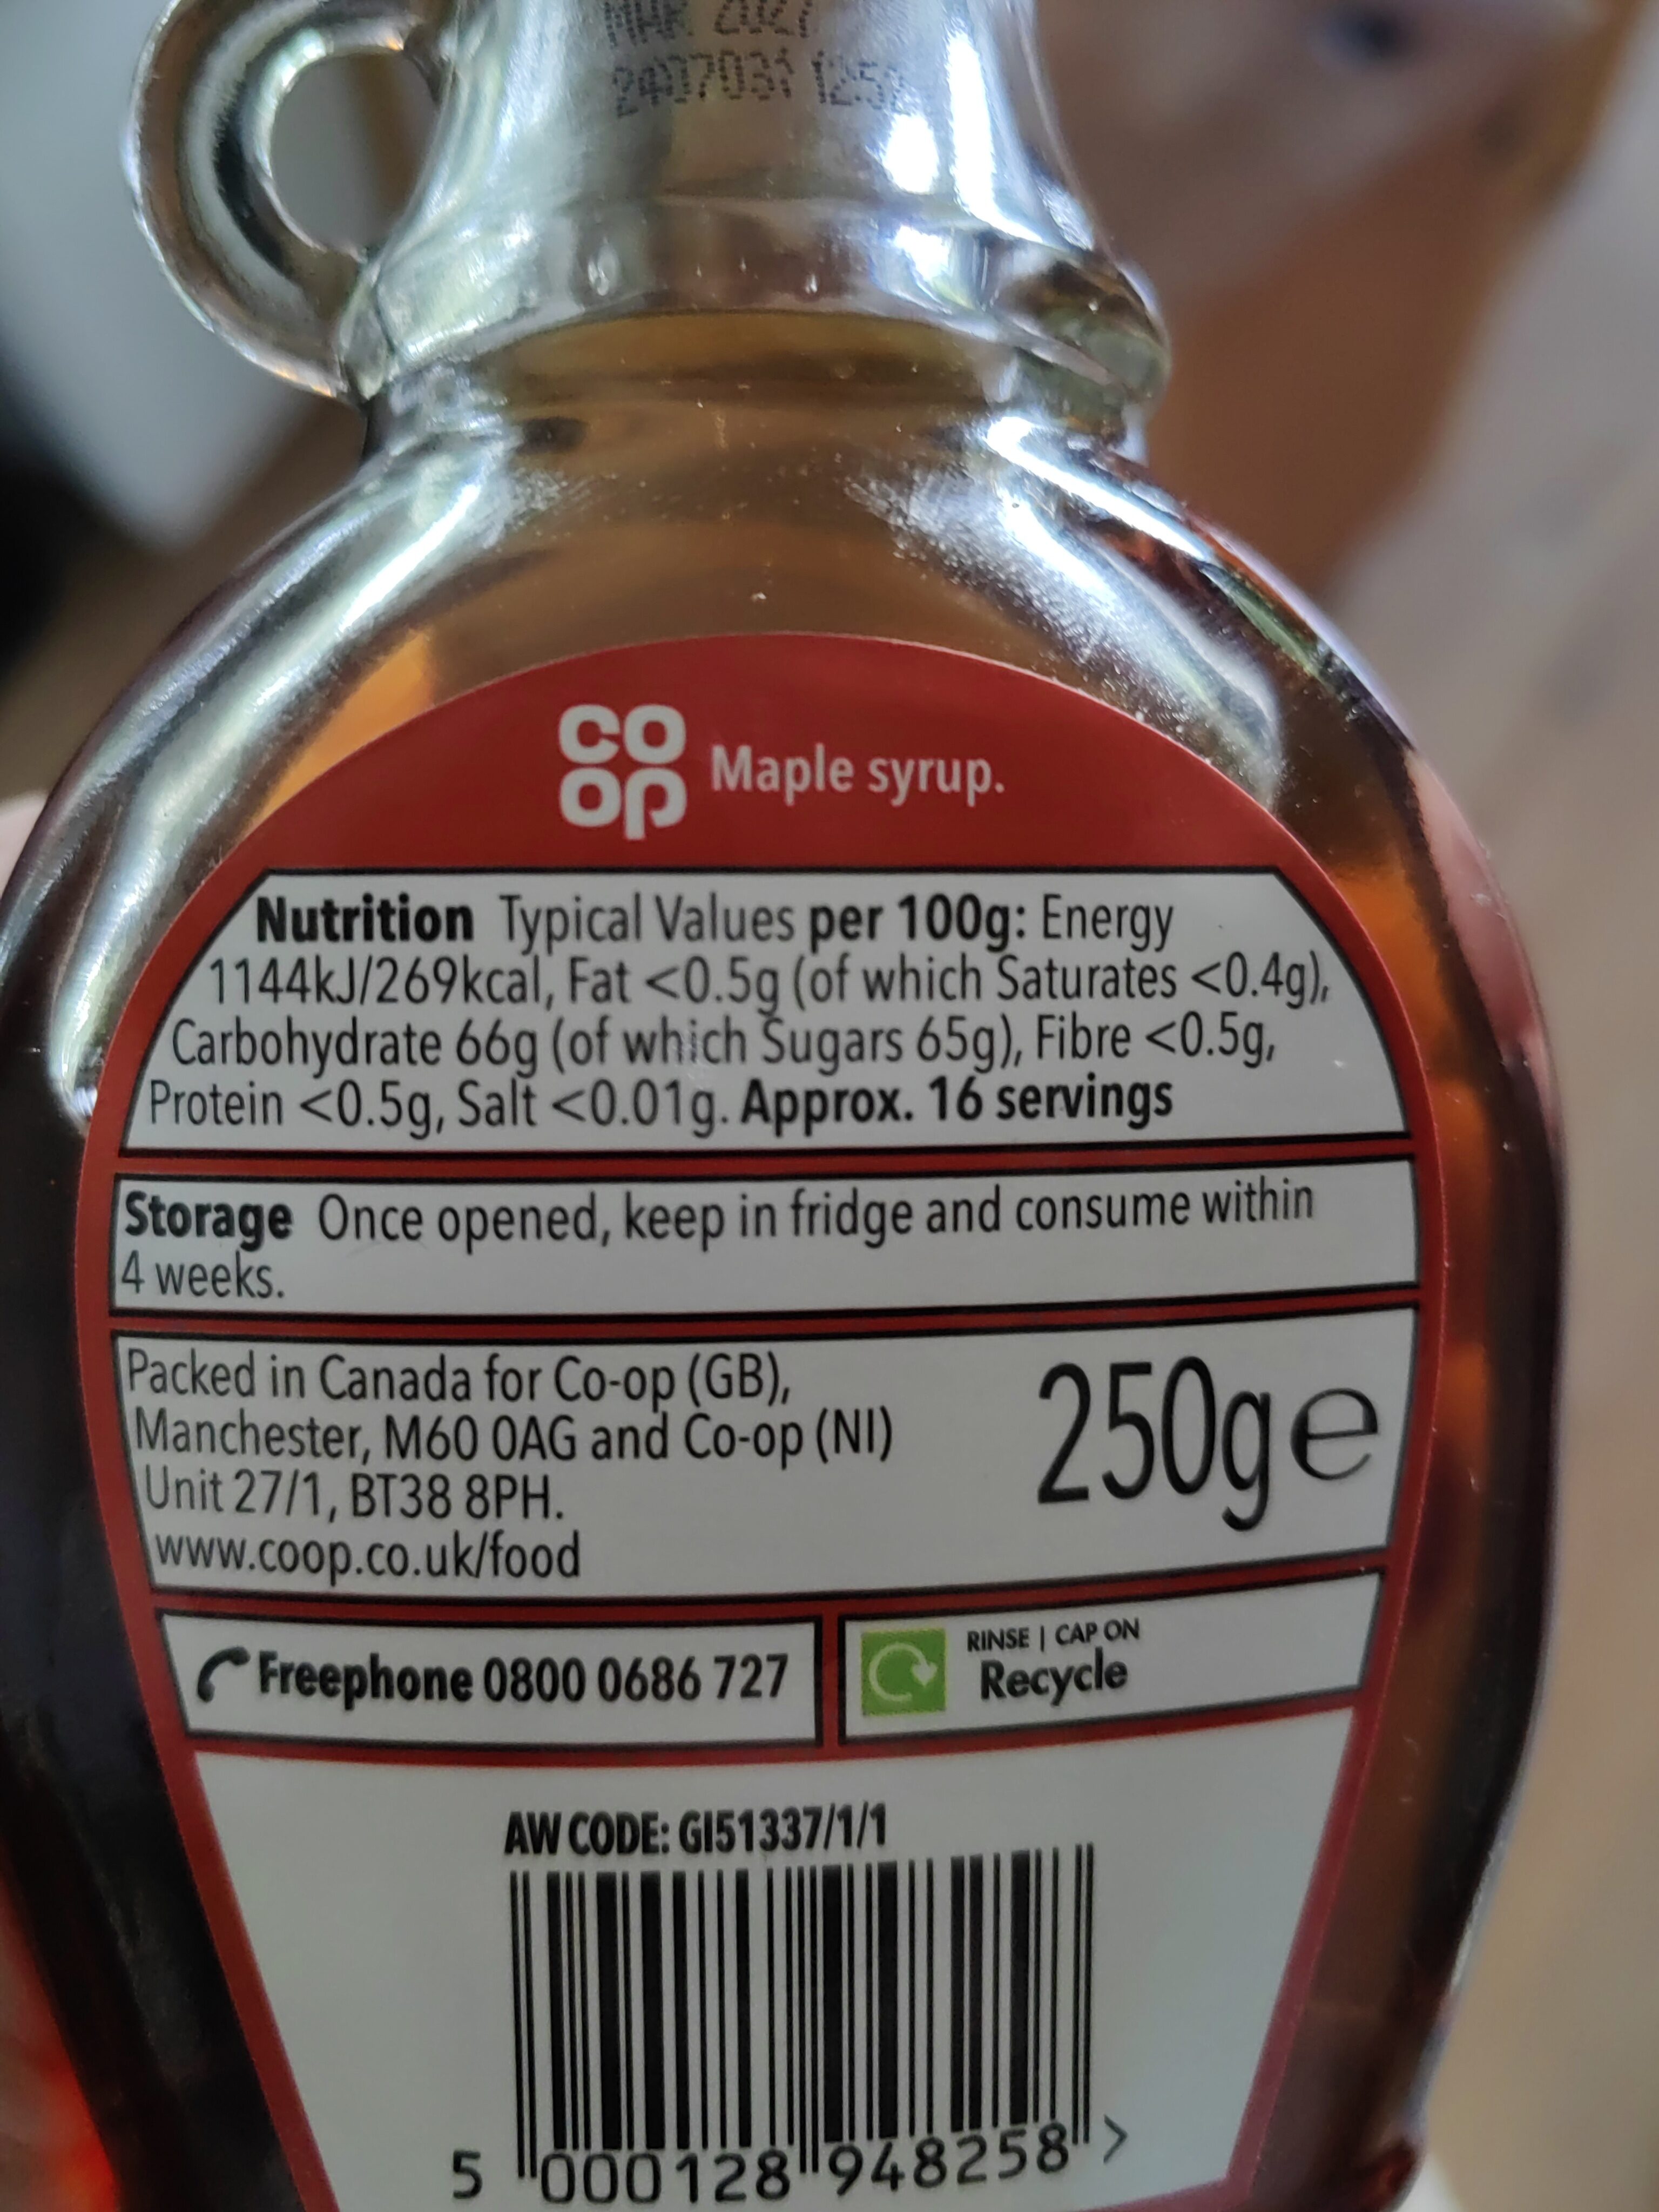 CO
op
Maple syrup.
Nutrition Typical Values per 100g: Energy
1144kJ/269kcal, Fat <0.5g (of which Saturates <0.4g),
Carbohydrate 66g (of which Sugars 65g), Fibre <0.5g,
Protein <0.5g, Salt <0.01g. Approx. 16 servings
Storage Once opened, keep in fridge and consume within
4 weeks.
Packed in Canada for Co-op (GB),
Manchester, M60 0AG and Co-op (NI)
Unit 27/1, BT38 8PH.
www.coop.co.uk/food
250g e
Freephone 0800 0686 727
RINSE | CAP ON
Recycle
AW CODE: GI51337/1/1
5 000128 948258 >